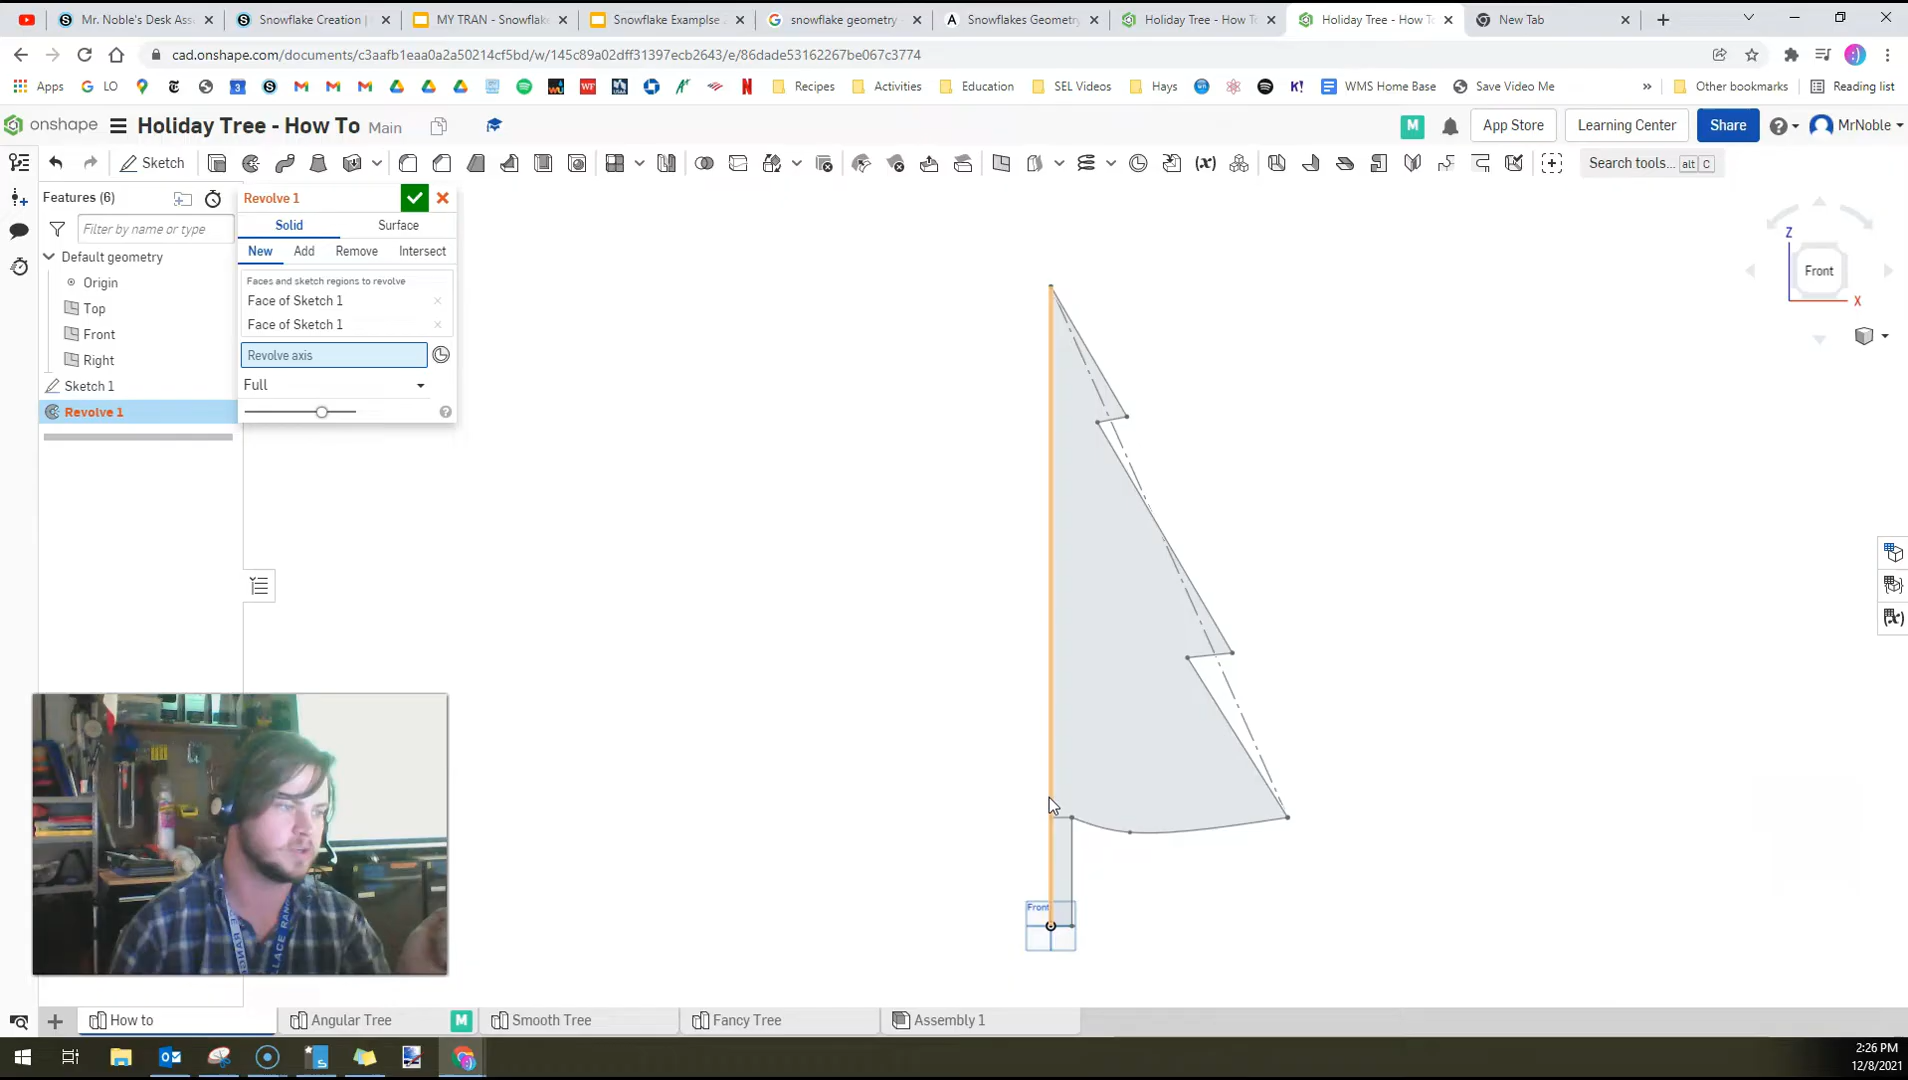 Mr. Noble's Desk Ass
Snowflake Creation |
MY TRAN - Snowflake
Snowflake Examplse
snowflake geometry -
Snowflakes Geometry
Holiday Tree - How To
Holiday Tree - How To
New Tab
cad.onshape.com/documents/c3aafb1eaa0a2a50214cf5bd/w/145c89a02dff31397ecb2643/e/86dade53162267be067c3774
Apps
LO
Recipes
Activities
Education
SEL Videos
Hays
WMS Home Base
Save Video Me
Other bookmarks
Reading list
onshape
Holiday Tree - How To
Main
M
App Store
Learning Center
Share
MrNoble
Sketch
Search tools...
alt
C
Features (6)
Filter by name or type
Default geometry
Origin
Top
Front
Right
Sketch 1
Revolve 1
Revolve 1
Solid
Surface
New
Add
Remove
Intersect
Faces and sketch regions to revolve
Face of Sketch 1
Face of Sketch 1
Revolve axis
Full
Z
Front
X
Front
How to
Angular Tree
M
Smooth Tree
Fancy Tree
Assembly 1
2:26 PM
12/8/2021